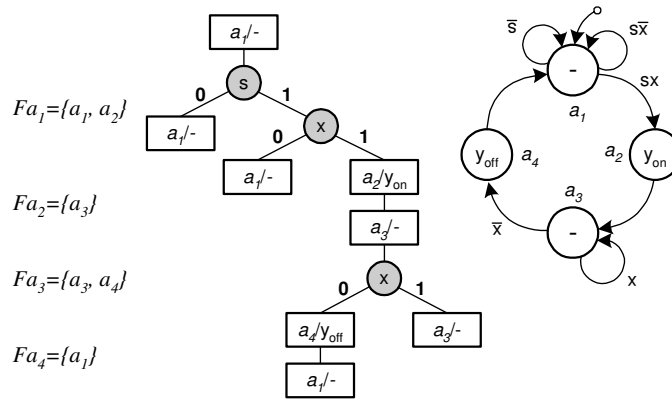 a₁/-
s
0 1
Fa₁={a₁, a₂}
a₁/-
x
0 1
a₁/-
a₂/yon
Fa₂={a₃}
a₃/-
Fa₃={a₃, a₄}
x
0 1
a₄/yoff
a₃/-
Fa₄={a₁}
a₁/-
s̅
sx̅
-
sx
a₁
yoff
a₄
a₂
yon
a₃
x̅
-
x